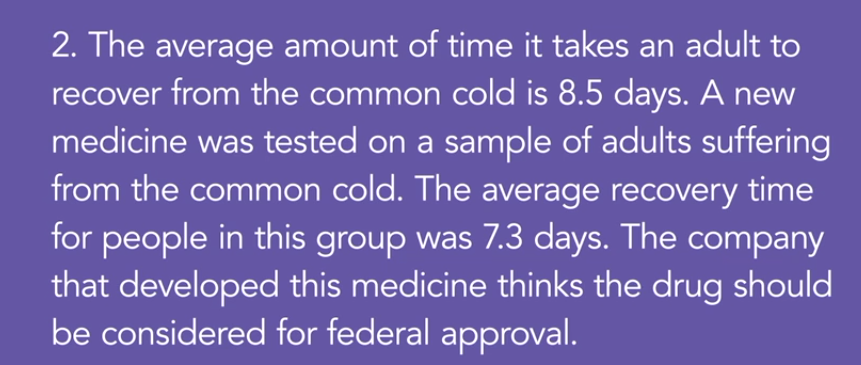 2. The average amount of time it takes an adult to
recover from the common cold is 8.5 days. A new
medicine was tested on a sample of adults suffering
from the common cold. The average recovery time
for people in this group was 7.3 days. The company
that developed this medicine thinks the drug should
be considered for federal approval.